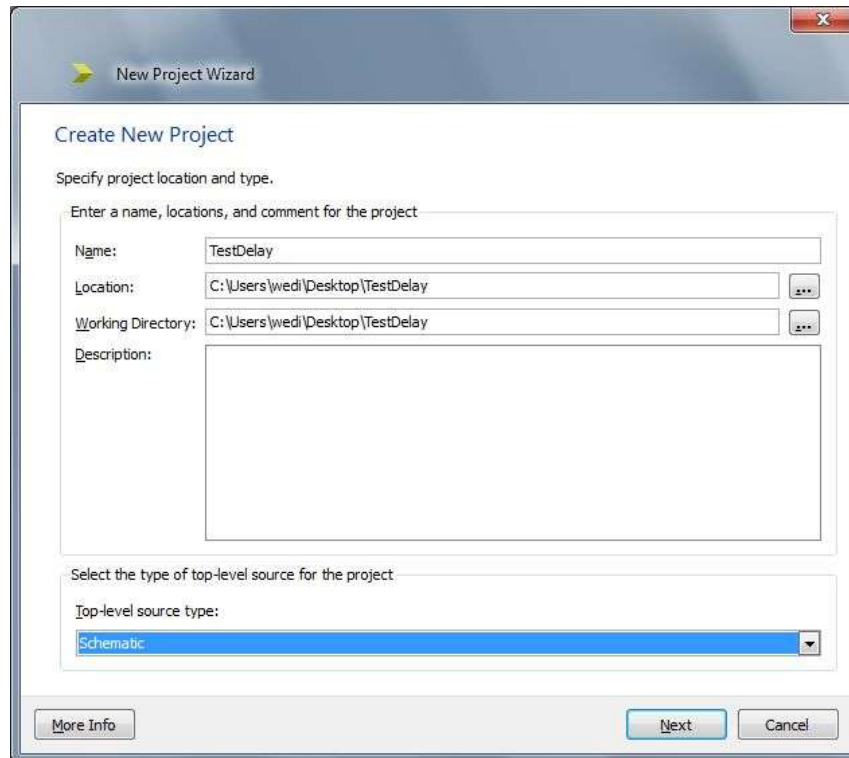 New Project Wizard
Create New Project
Specify project location and type.
Enter a name, locations, and comment for the project
Name: TestDelay
Location: C:\Users\wedi\Desktop\TestDelay ...
Working Directory: C:\Users\wedi\Desktop\TestDelay ...
Description:
Select the type of top-level source for the project
Top-level source type:
Schematic
More Info Next Cancel